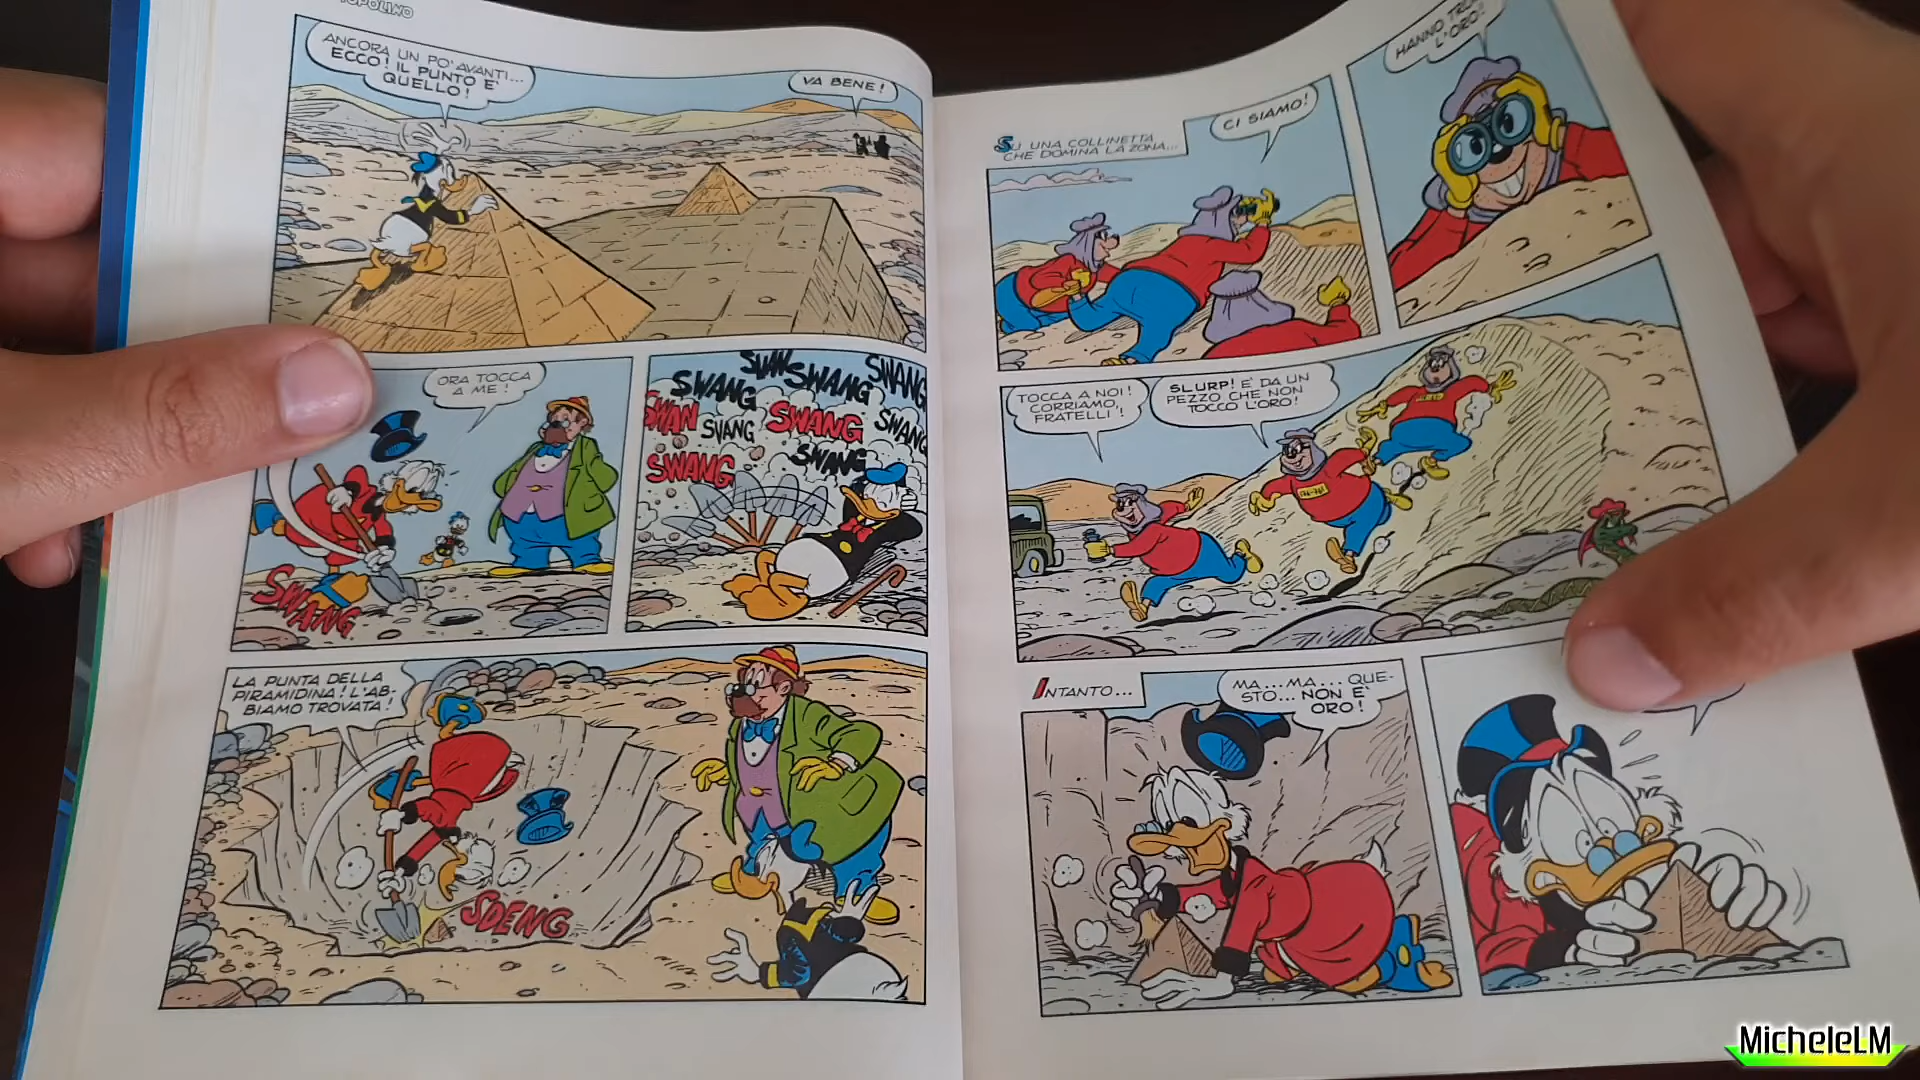 TOPOLINO
ANCORA UN PO' AVANTI...
ECCO! IL PUNTO E'
QUELLO!
VA BENE!
ORA TOCCA
A ME!
SWANG
SWAN
SWANG
SWANG
SWANG
SWAN
SVANG
SWANG
SWANG
SWANG
SWANG
LA PUNTA DELLA
PIRAMIDINA! L'AB-
BIAMO TROVATA!
SDENG
SU UNA COLLINETTA
CHE DOMINA LA ZONA...
CI SIAMO!
HANNO
L'ORO!
TOCCA A NOI!
CORRIAMO,
FRATELLI!
SLURP! E' DA UN
PEZZO CHE NON
TOCCO L'ORO!
INTANTO...
MA...MA... QUE-
STO... NON E'
ORO!
MicheleLM